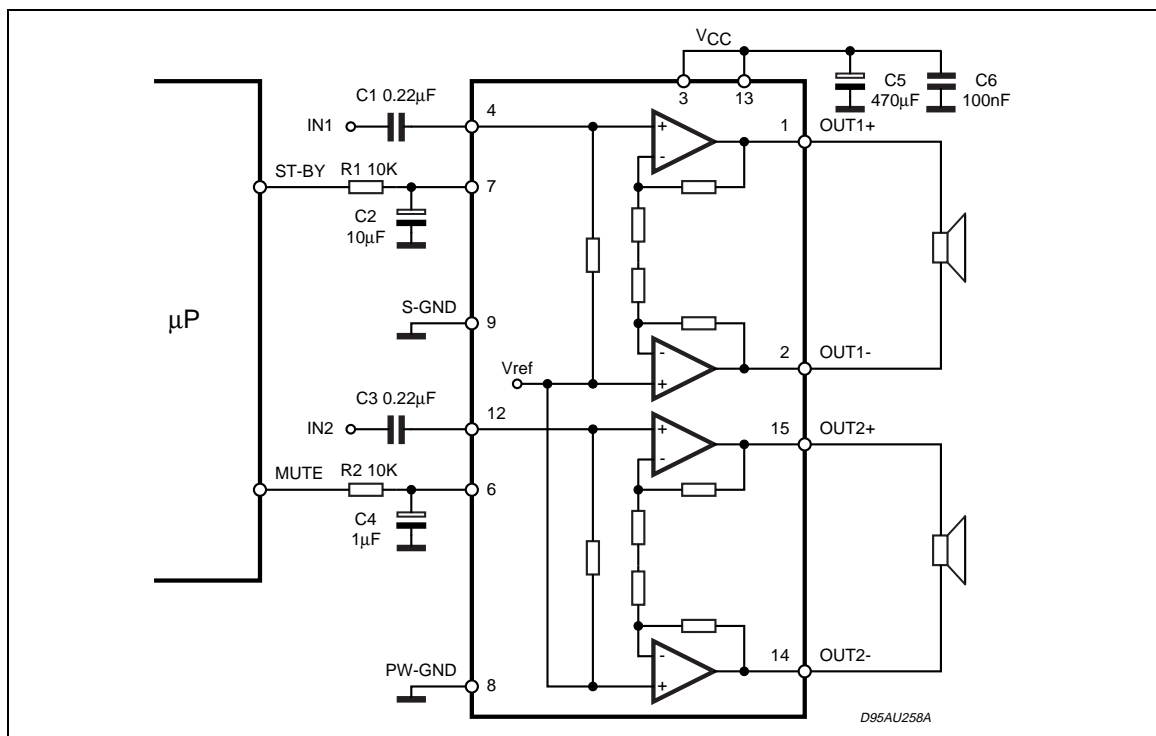 VCC
3
13
C5
470µF
C6
100nF
C1 0.22µF
IN1
4
+
-
1
OUT1+
ST-BY
R1 10K
7
C2
10µF
S-GND
9
µP
-
+
2
OUT1-
Vref
C3 0.22µF
IN2
12
+
-
15
OUT2+
MUTE
R2 10K
6
C4
1µF
-
+
14
OUT2-
PW-GND
8
D95AU258A